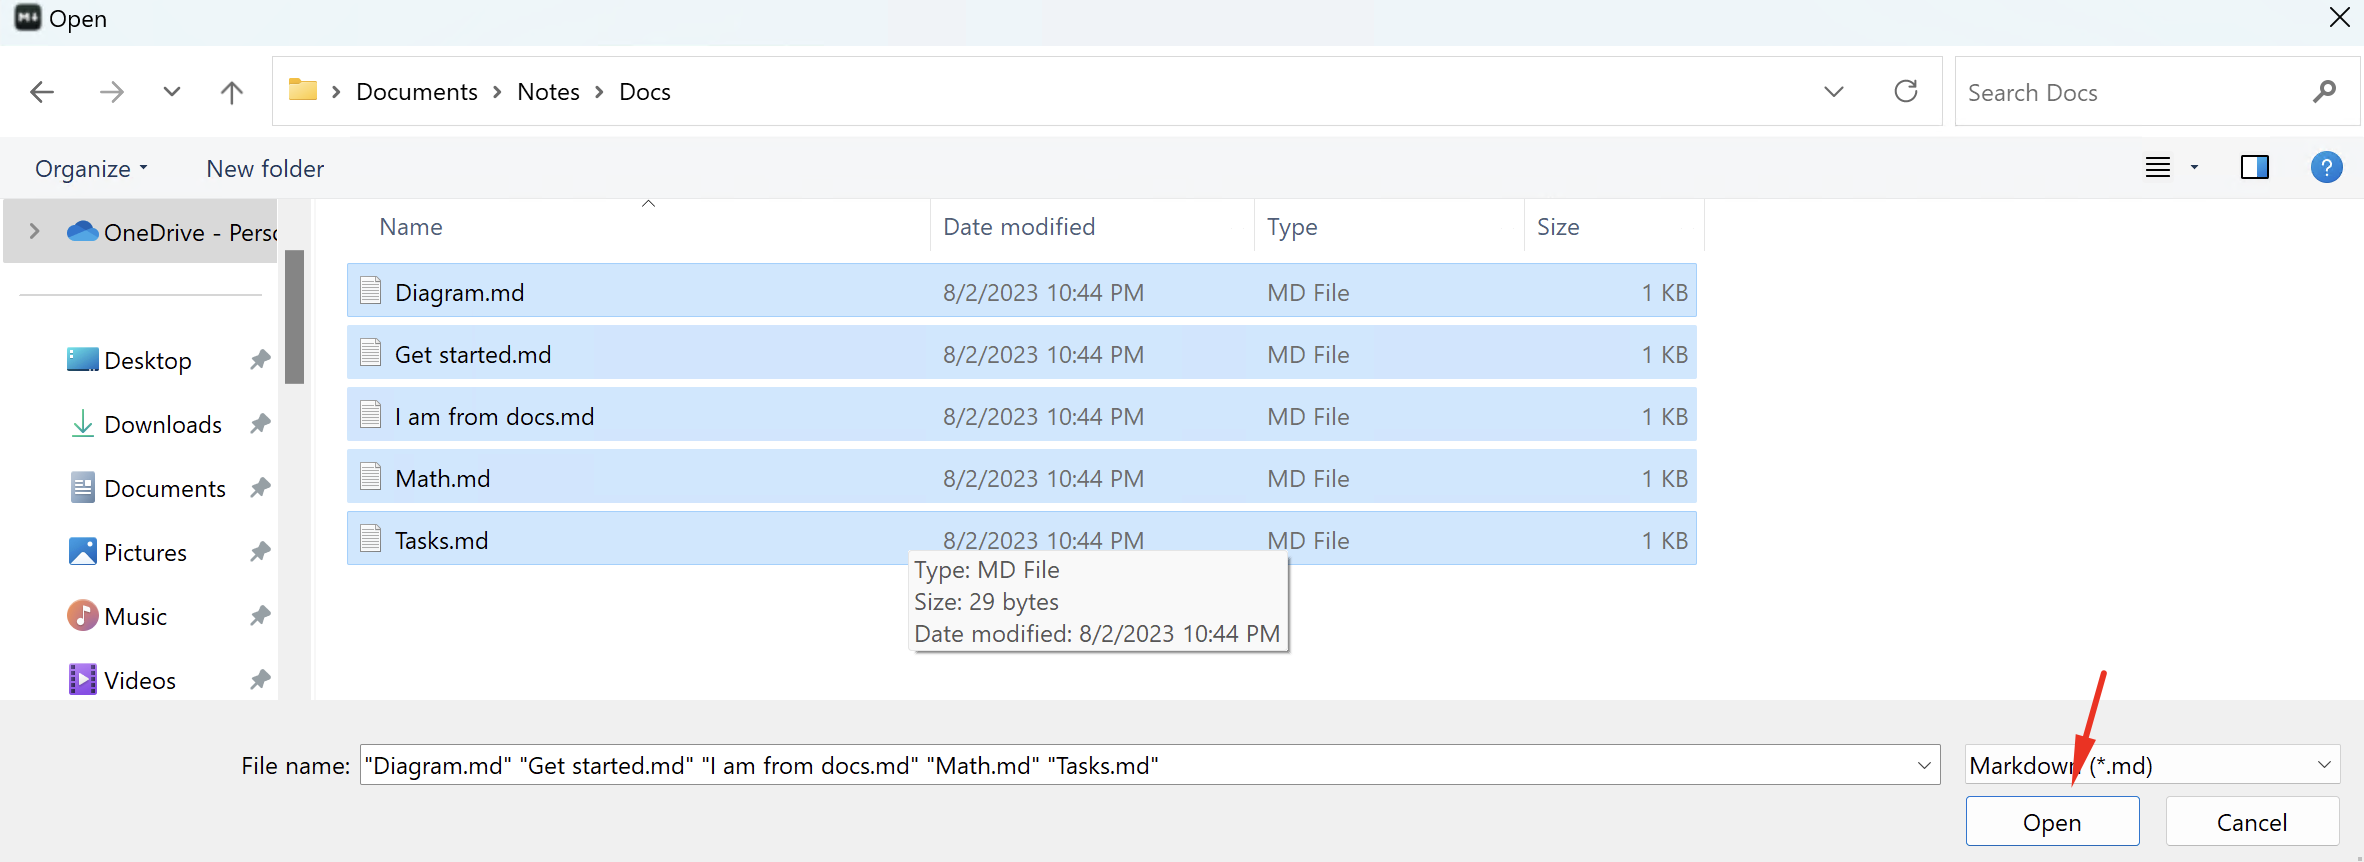 Open
Documents > Notes > Docs
Search Docs
Organize
New folder
OneDrive - Perso
Name Date modified Type Size
Diagram.md 8/2/2023 10:44 PM MD File 1 KB
Get started.md 8/2/2023 10:44 PM MD File 1 KB
I am from docs.md 8/2/2023 10:44 PM MD File 1 KB
Math.md 8/2/2023 10:44 PM MD File 1 KB
Tasks.md 8/2/2023 10:44 PM MD File 1 KB
Type: MD File
Size: 29 bytes
Date modified: 8/2/2023 10:44 PM
Desktop
Downloads
Documents
Pictures
Music
Videos
File name: "Diagram.md" "Get started.md" "I am from docs.md" "Math.md" "Tasks.md"
Markdown (*.md)
Open
Cancel